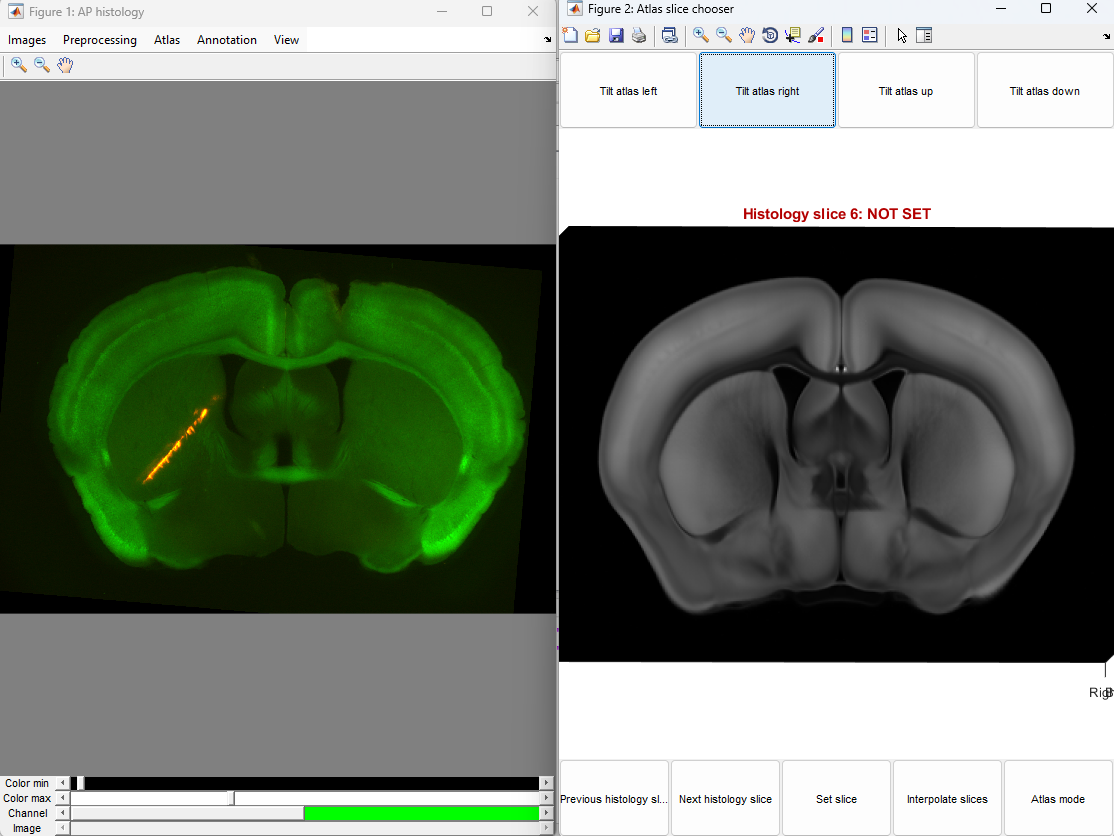 Figure 1: AP histology
Images Preprocessing Atlas Annotation View
Color min
Color max
Channel
Image
Figure 2: Atlas slice chooser
Tilt atlas left Tilt atlas right Tilt atlas up Tilt atlas down
Histology slice 6: NOT SET
Previous histology sl... Next histology slice Set slice Interpolate slices Atlas mode